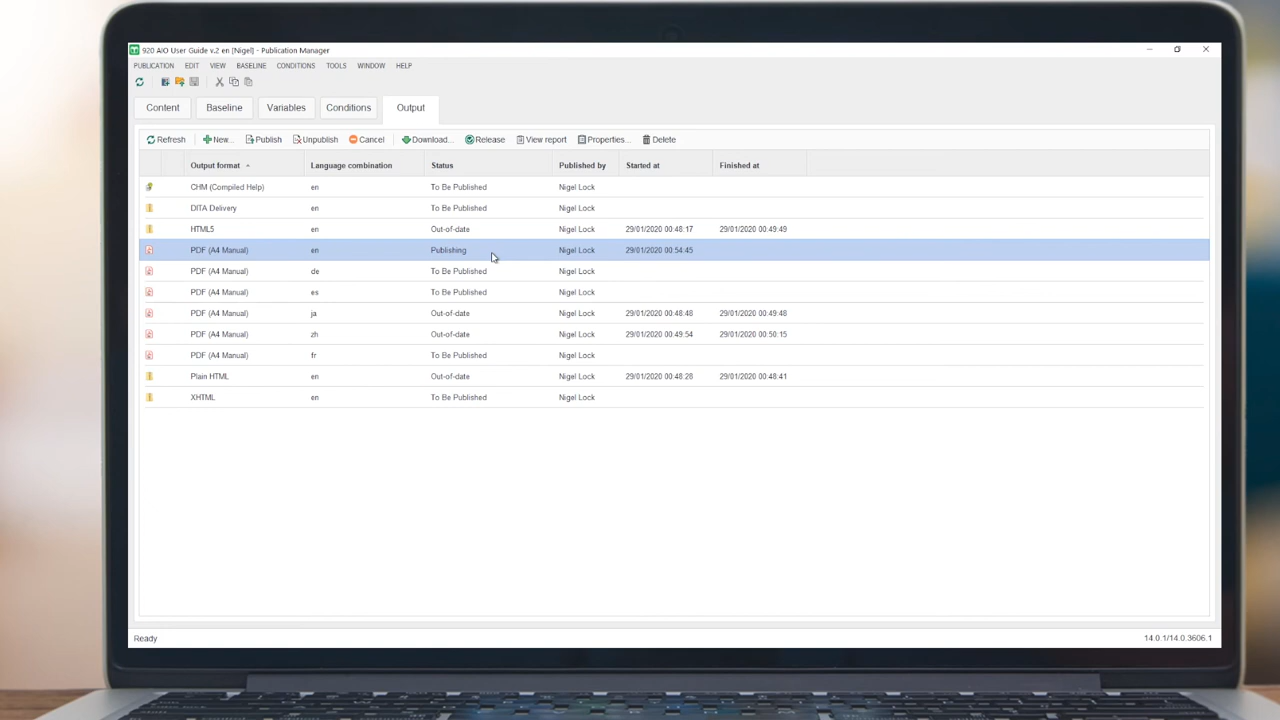 920 AIO User Guide v.2 en [Nigel] - Publication Manager
PUBLICATION EDIT VIEW BASELINE CONDITIONS TOOLS WINDOW HELP
Content Baseline Variables Conditions Output
Refresh New... Publish Unpublish Cancel Download... Release View report Properties... Delete
Output format Language combination Status Published by Started at Finished at
CHM (Compiled Help) en To Be Published Nigel Lock
DITA Delivery en To Be Published Nigel Lock
HTML5 en Out-of-date Nigel Lock 29/01/2020 00:48:17 29/01/2020 00:49:49
PDF (A4 Manual) en Publishing Nigel Lock 29/01/2020 00:54:45
PDF (A4 Manual) de To Be Published Nigel Lock
PDF (A4 Manual) es To Be Published Nigel Lock
PDF (A4 Manual) ja Out-of-date Nigel Lock 29/01/2020 00:48:48 29/01/2020 00:49:48
PDF (A4 Manual) zh Out-of-date Nigel Lock 29/01/2020 00:49:54 29/01/2020 00:50:15
PDF (A4 Manual) fr To Be Published Nigel Lock
Plain HTML en Out-of-date Nigel Lock 29/01/2020 00:48:28 29/01/2020 00:48:41
XHTML en To Be Published Nigel Lock
Ready 14.0.1/14.0.3606.1